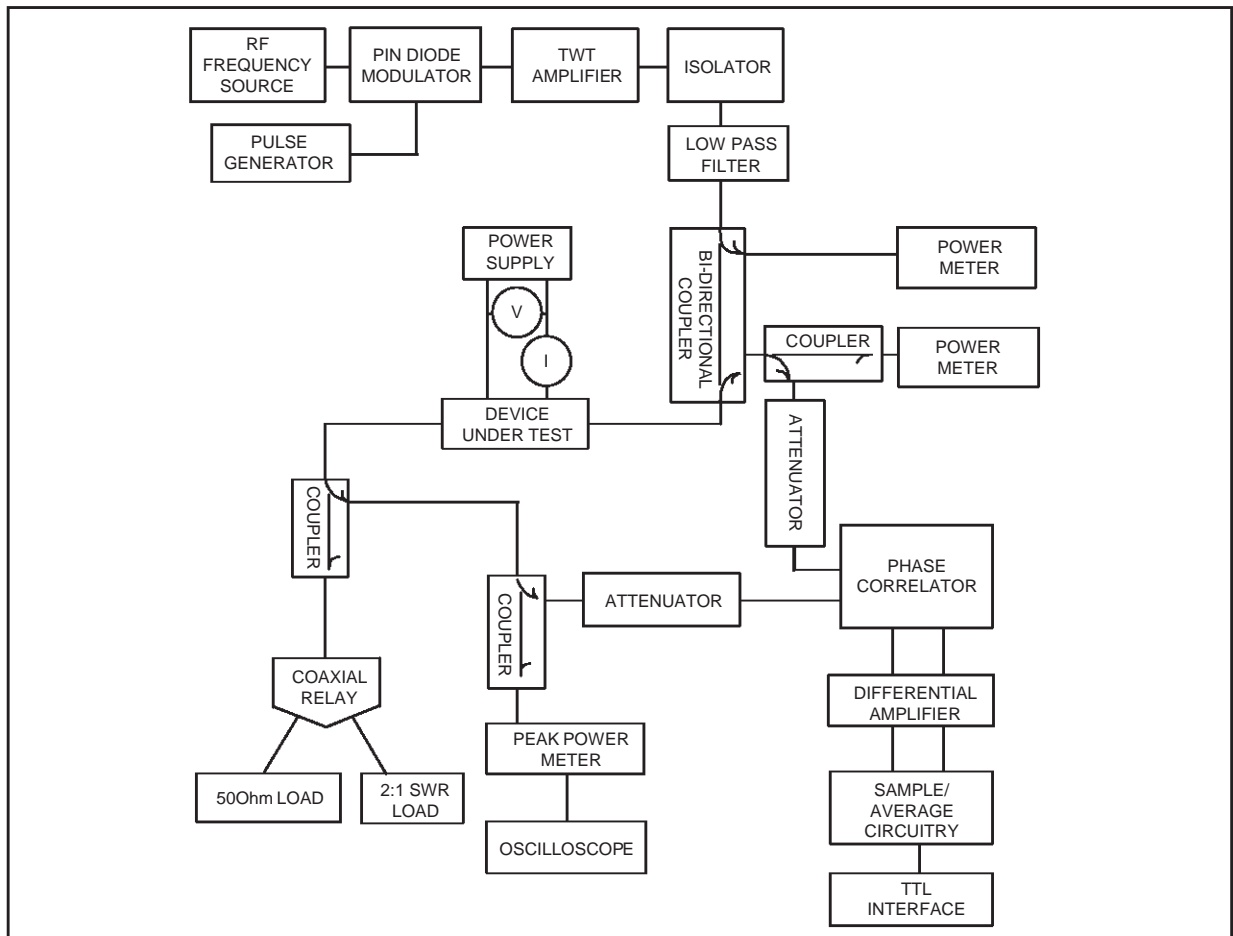 RF
FREQUENCY
SOURCE
PIN DIODE
MODULATOR
TWT
AMPLIFIER
ISOLATOR
PULSE
GENERATOR
LOW PASS
FILTER
POWER
SUPPLY
V
I
BI-DIRECTIONAL
COUPLER
POWER
METER
COUPLER
POWER
METER
DEVICE
UNDER TEST
ATTENUATOR
COUPLER
COUPLER
ATTENUATOR
PHASE
CORRELATOR
COAXIAL
RELAY
DIFFERENTIAL
AMPLIFIER
PEAK POWER
METER
50Ohm LOAD
2:1 SWR
LOAD
SAMPLE/
AVERAGE
CIRCUITRY
OSCILLOSCOPE
TTL
INTERFACE